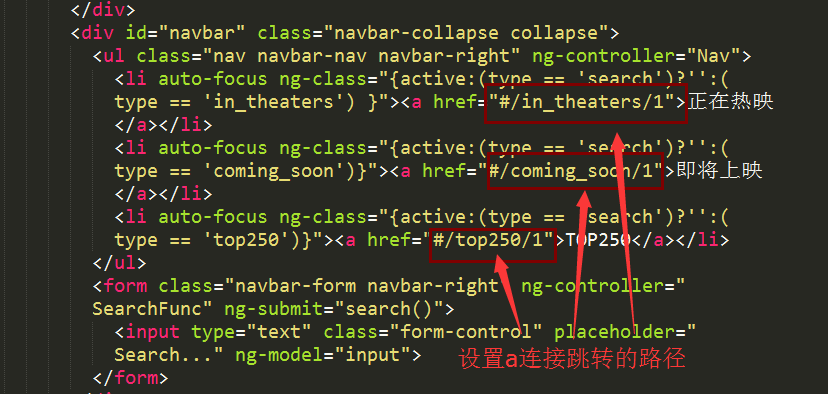 </div>
<div id="navbar" class="navbar-collapse collapse">
<ul class="nav navbar-nav navbar-right" ng-controller="Nav">
<li auto-focus ng-class="{active:(type == 'search')?'':(
type == 'in_theaters') }"><a href="#/in_theaters/1">正在热映
</a></li>
<li auto-focus ng-class="{active:(type == 'search')?'':(
type == 'coming_soon')}"><a href="#/coming_soon/1">即将上映
</a></li>
<li auto-focus ng-class="{active:(type == 'search')?'':(
type == 'top250')}"><a href="#/top250/1">TOP250</a></li>
</ul>
<form class="navbar-form navbar-right" ng-controller="
SearchFunc" ng-submit="search()">
<input type="text" class="form-control" placeholder="
Search..." ng-model="input">
设置a连接跳转的路径
</form>